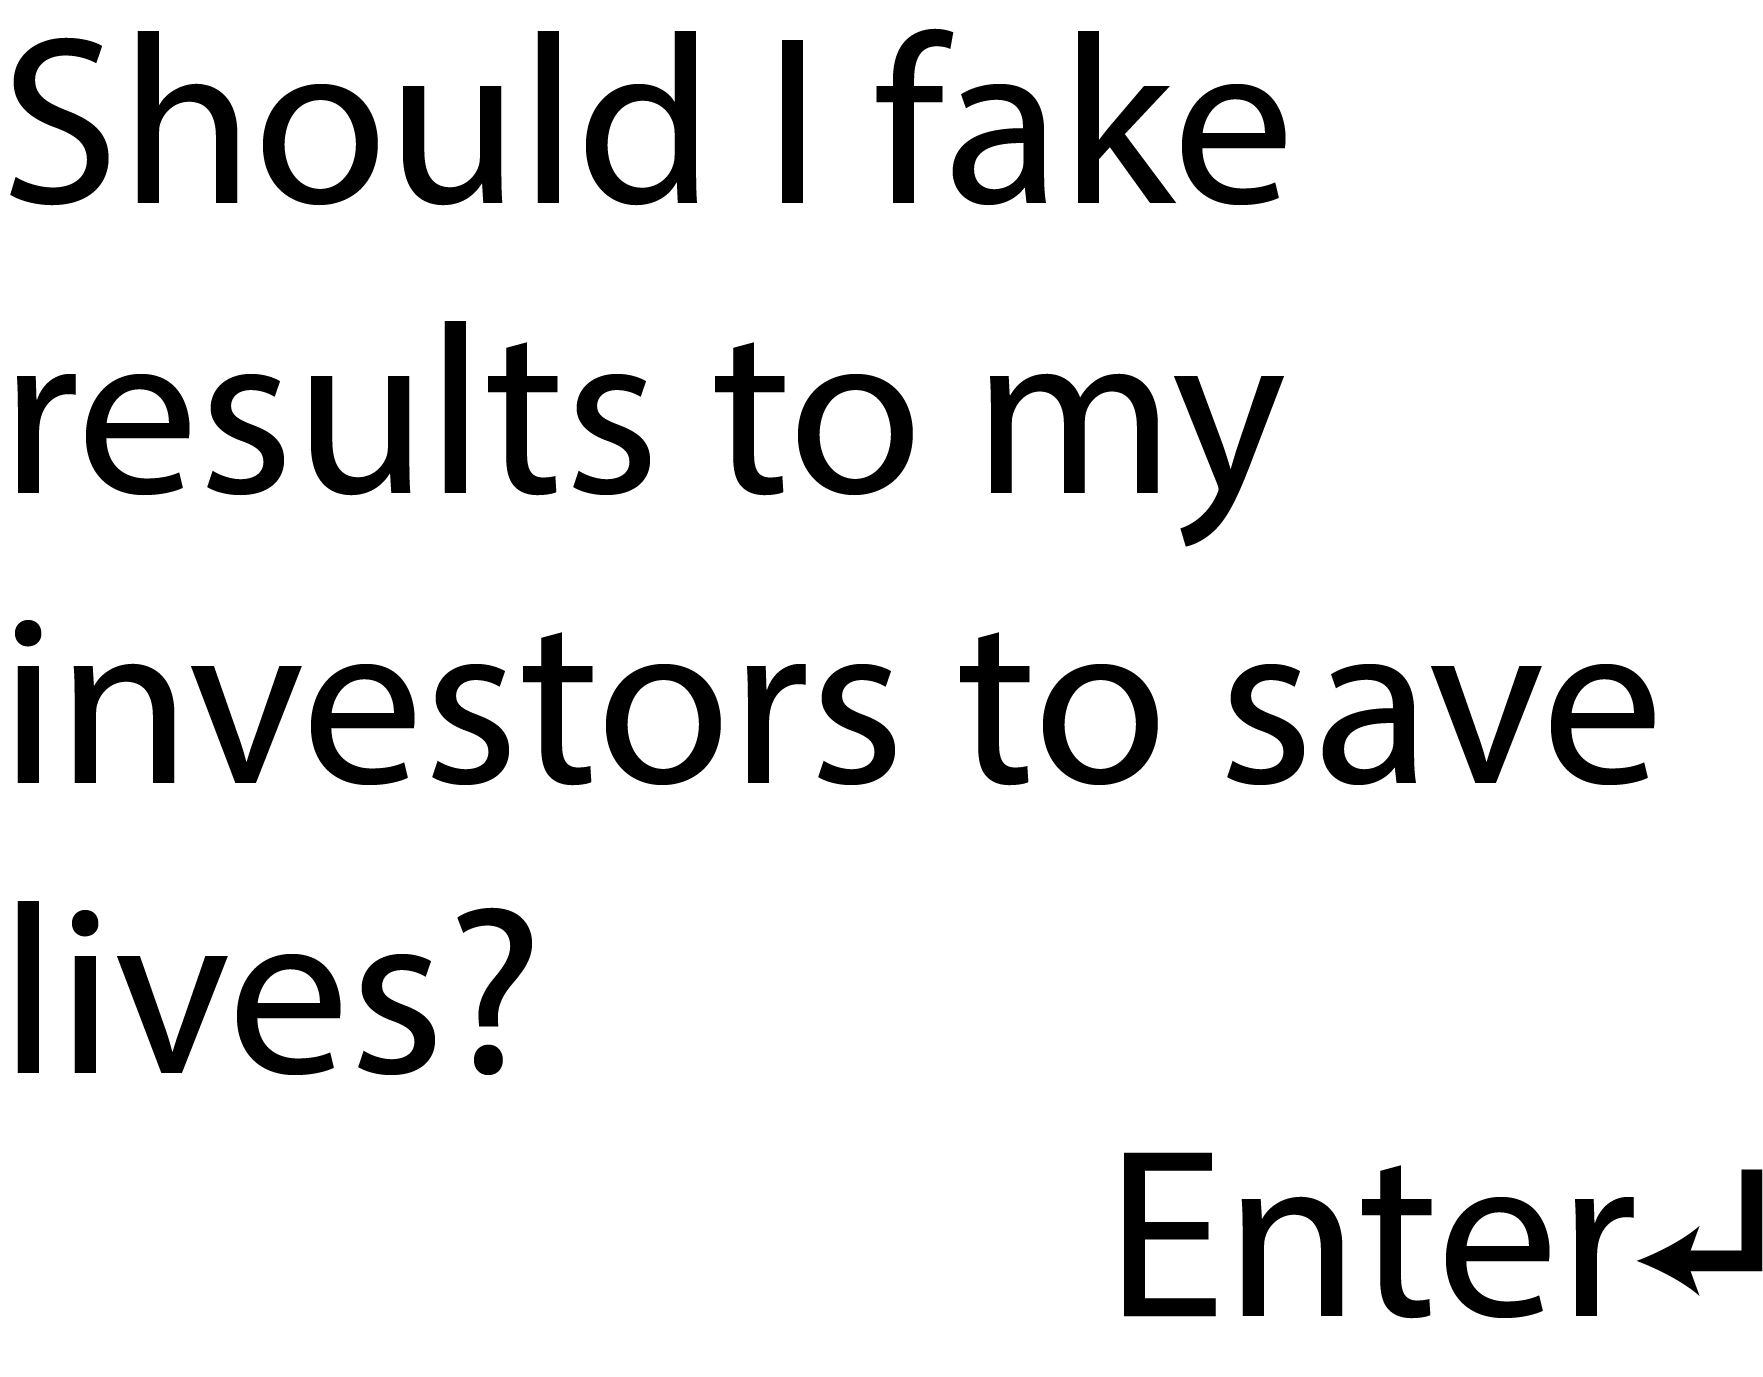 Should I fake
results to my
investors to save
lives?
Enter↵